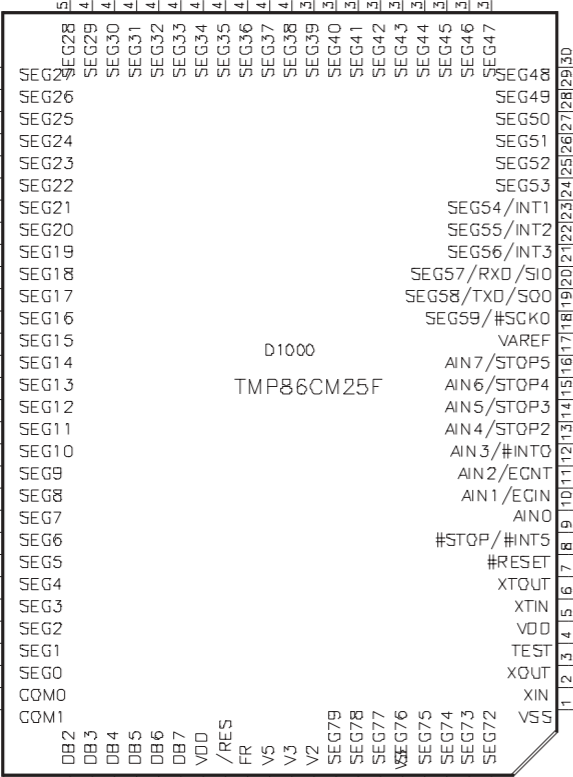 SEG28
SEG29
SEG30
SEG31
SEG32
SEG33
SEG34
SEG35
SEG36
SEG37
SEG38
SEG39
SEG40
SEG41
SEG42
SEG43
SEG44
SEG45
SEG46
SEG47
SEG27
SEG26
SEG25
SEG24
SEG23
SEG22
SEG21
SEG20
SEG19
SEG18
SEG17
SEG16
SEG15
SEG14
SEG13
SEG12
SEG11
SEG10
SEG9
SEG8
SEG7
SEG6
SEG5
SEG4
SEG3
SEG2
SEG1
SEG0
COM0
COM1
D1000
TMP86CM25F
30
SEG48 29
SEG49 28
SEG50 27
SEG51 26
SEG52 25
SEG53 24
SEG54/INT1 23
SEG55/INT2 22
SEG56/INT3 21
SEG57/RXD/SI0 20
SEG58/TXD/SO0 19
SEG59/#SCK0 18
VAREF 17
AIN7/STOP5 16
AIN6/STOP4 15
AIN5/STOP3 14
AIN4/STOP2 13
AIN3/#INT0 12
AIN2/ECNT 11
AIN1/ECIN 10
AIN0 9
#STOP/#INT5 8
#RESET 7
XTOUT 6
XTIN 5
VDD 4
TEST 3
XOUT 2
XIN 1
VSS
DB2
DB3
DB4
DB5
DB6
DB7
VDD
/RES
FR
V5
V3
V2
SEG79
SEG78
SEG77
SEG76
SEG75
SEG74
SEG73
SEG72